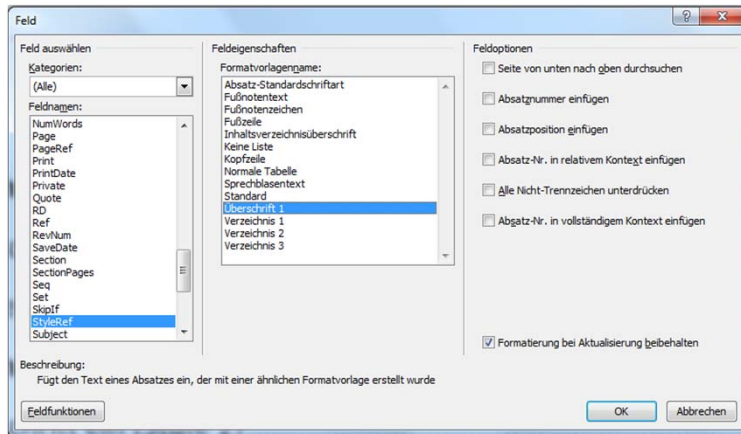 Feld
Feld auswählen
Kategorien:
(Alle)
Feldnamen:
NumWords
Page
PageRef
Print
PrintDate
Private
Quote
RD
Ref
RevNum
SaveDate
Section
SectionPages
Seq
Set
SkipIf
StyleRef
Subject
Feldeigenschaften
Formatvorlagenname:
Absatz-Standardschriftart
Fußnotentext
Fußnotenzeichen
Fußzeile
Inhaltsverzeichnisüberschrift
Keine Liste
Kopfzeile
Normale Tabelle
Sprechblasentext
Standard
Überschrift 1
Verzeichnis 1
Verzeichnis 2
Verzeichnis 3
Feldoptionen
Seite von unten nach oben durchsuchen
Absatznummer einfügen
Absatzposition einfügen
Absatz-Nr. in relativem Kontext einfügen
Alle Nicht-Trennzeichen unterdrücken
Absatz-Nr. in vollständigem Kontext einfügen
Formatierung bei Aktualisierung beibehalten
Beschreibung:
Fügt den Text eines Absatzes ein, der mit einer ähnlichen Formatvorlage erstellt wurde
Feldfunktionen
OK
Abbrechen